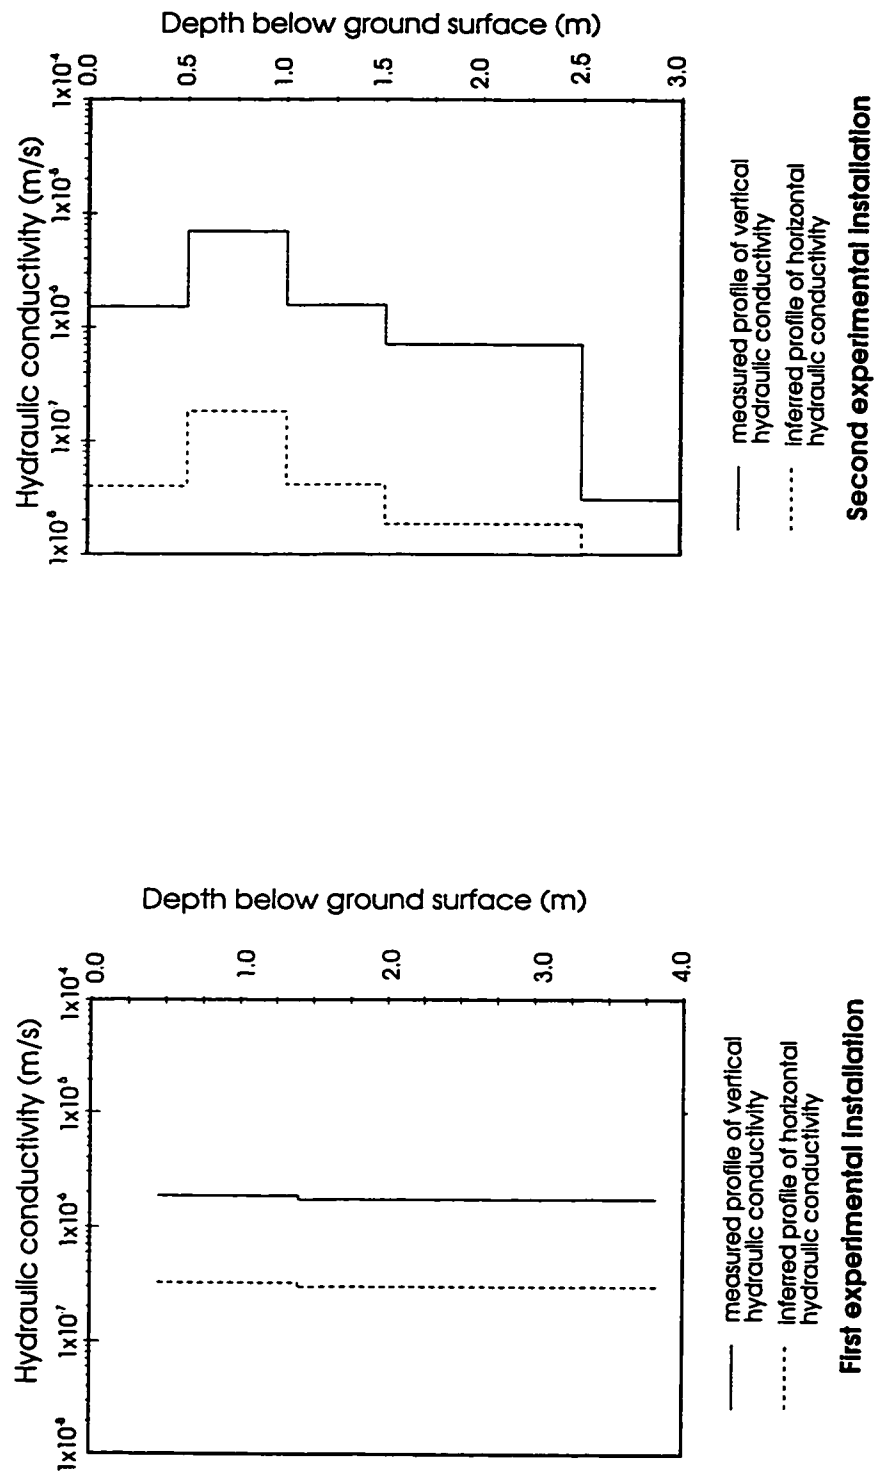 Hydraulic conductivity (m/s)
1x10⁻⁸ 1x10⁻⁷ 1x10⁻⁶ 1x10⁻⁵ 1x10⁻⁴
0.0
1.0
2.0
3.0
4.0
Depth below ground surface (m)
measured profile of vertical
hydraulic conductivity
inferred profile of horizontal
hydraulic conductivity
First experimental installation
Hydraulic conductivity (m/s)
1x10⁻⁸ 1x10⁻⁷ 1x10⁻⁶ 1x10⁻⁵ 1x10⁻⁴
0.0
0.5
1.0
1.5
2.0
2.5
3.0
Depth below ground surface (m)
measured profile of vertical
hydraulic conductivity
inferred profile of horizontal
hydraulic conductivity
Second experimental installation